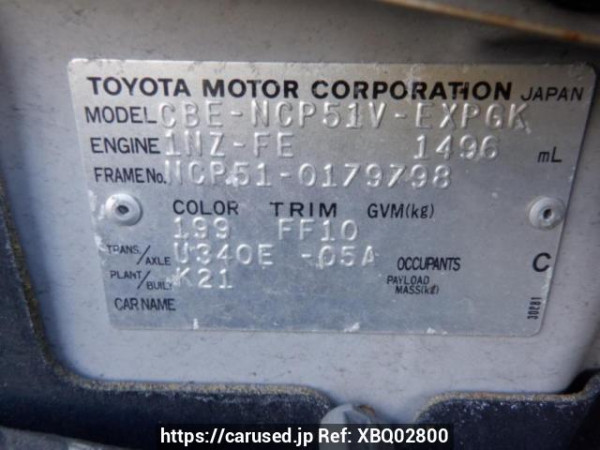 TOYOTA MOTOR CORPORATION JAPAN
MODEL CBE-NCP51V-EXPGK
ENGINE 1NZ-FE 1496 mL
FRAME No. NCP51-0179798
COLOR TRIM GVM(kg)
199 FF10
TRANS/AXLE U340E -05A OCCUPANTS C
PLANT/BUILT K21 PAYLOAD MASS(kg)
CAR NAME
https://carused.jp Ref: XBQ02800